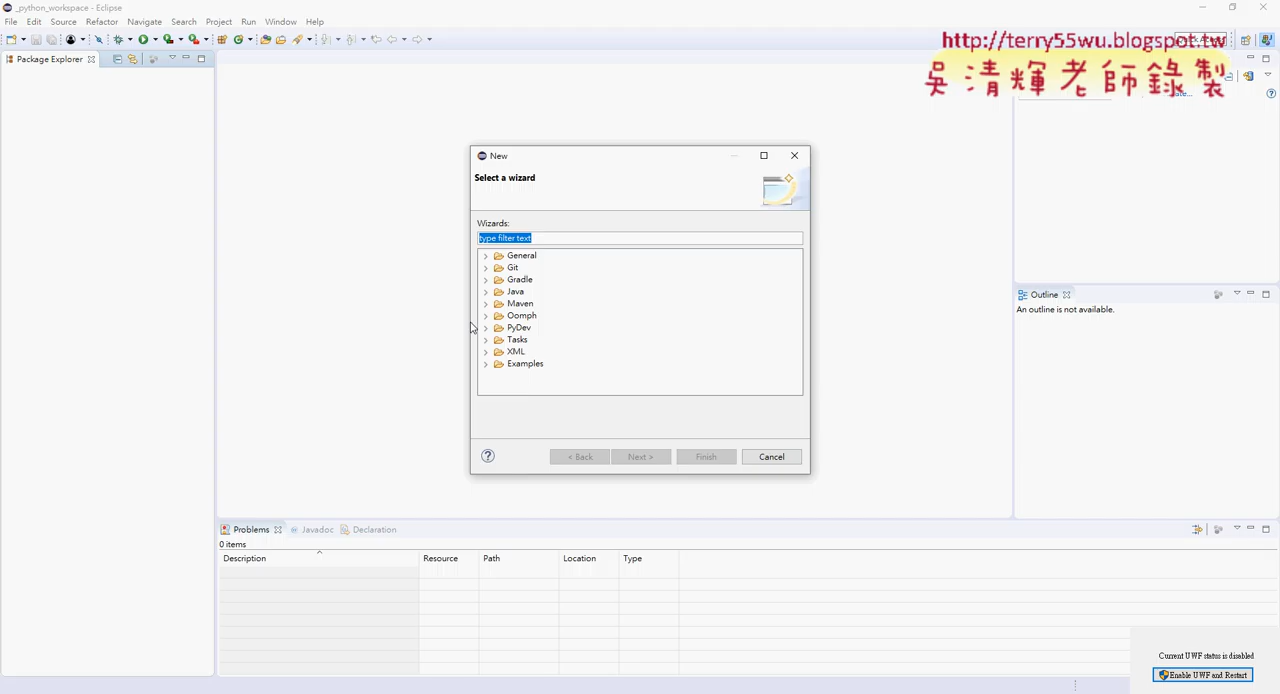 _python_workspace - Eclipse
File Edit Source Refactor Navigate Search Project Run Window Help
http://terry55wu.blogspot.tw
吳清輝老師錄製
Package Explorer
New
Select a wizard
Wizards:
type filter text
General
Git
Gradle
Java
Maven
Oomph
PyDev
Tasks
XML
Examples
< Back Next > Finish Cancel
Outline
An outline is not available.
Problems Javadoc Declaration
0 items
Description Resource Path Location Type
Current UWF status is disabled
Enable UWF and Restart